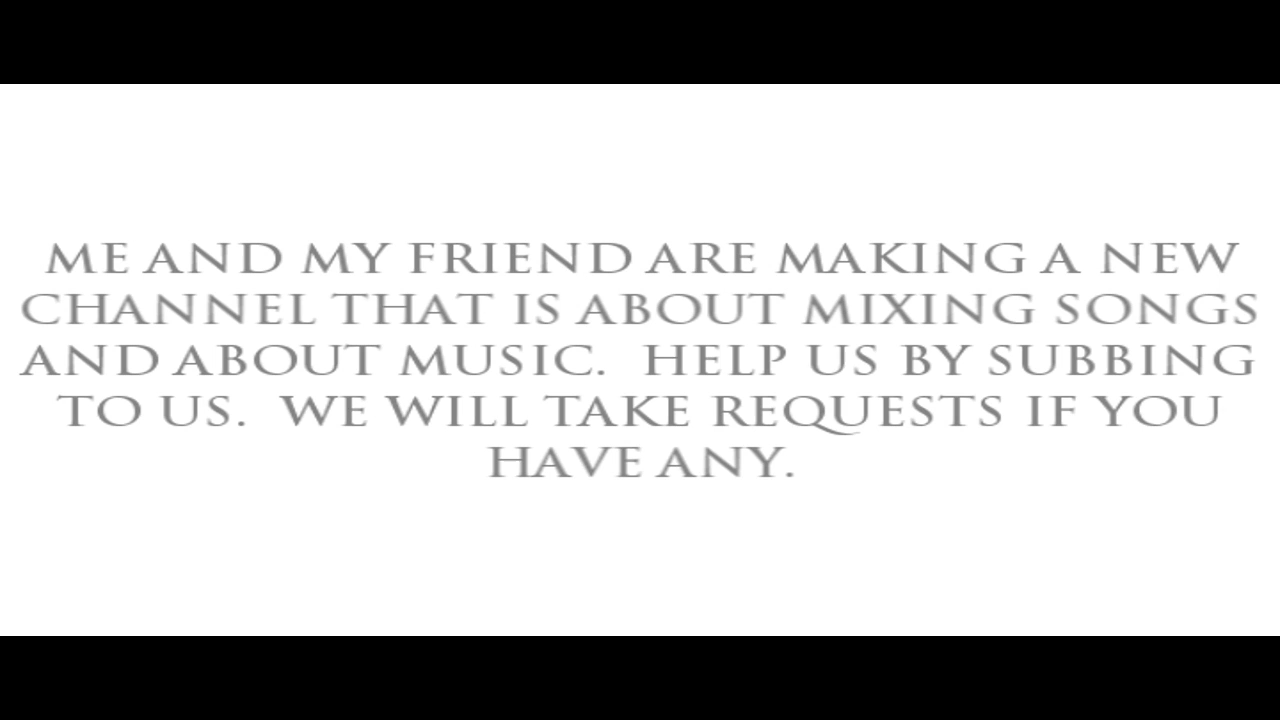 ME AND MY FRIEND ARE MAKING A NEW
CHANNEL THAT IS ABOUT MIXING SONGS
AND ABOUT MUSIC.  HELP US BY SUBBING
TO US.  WE WILL TAKE REQUESTS IF YOU
HAVE ANY.